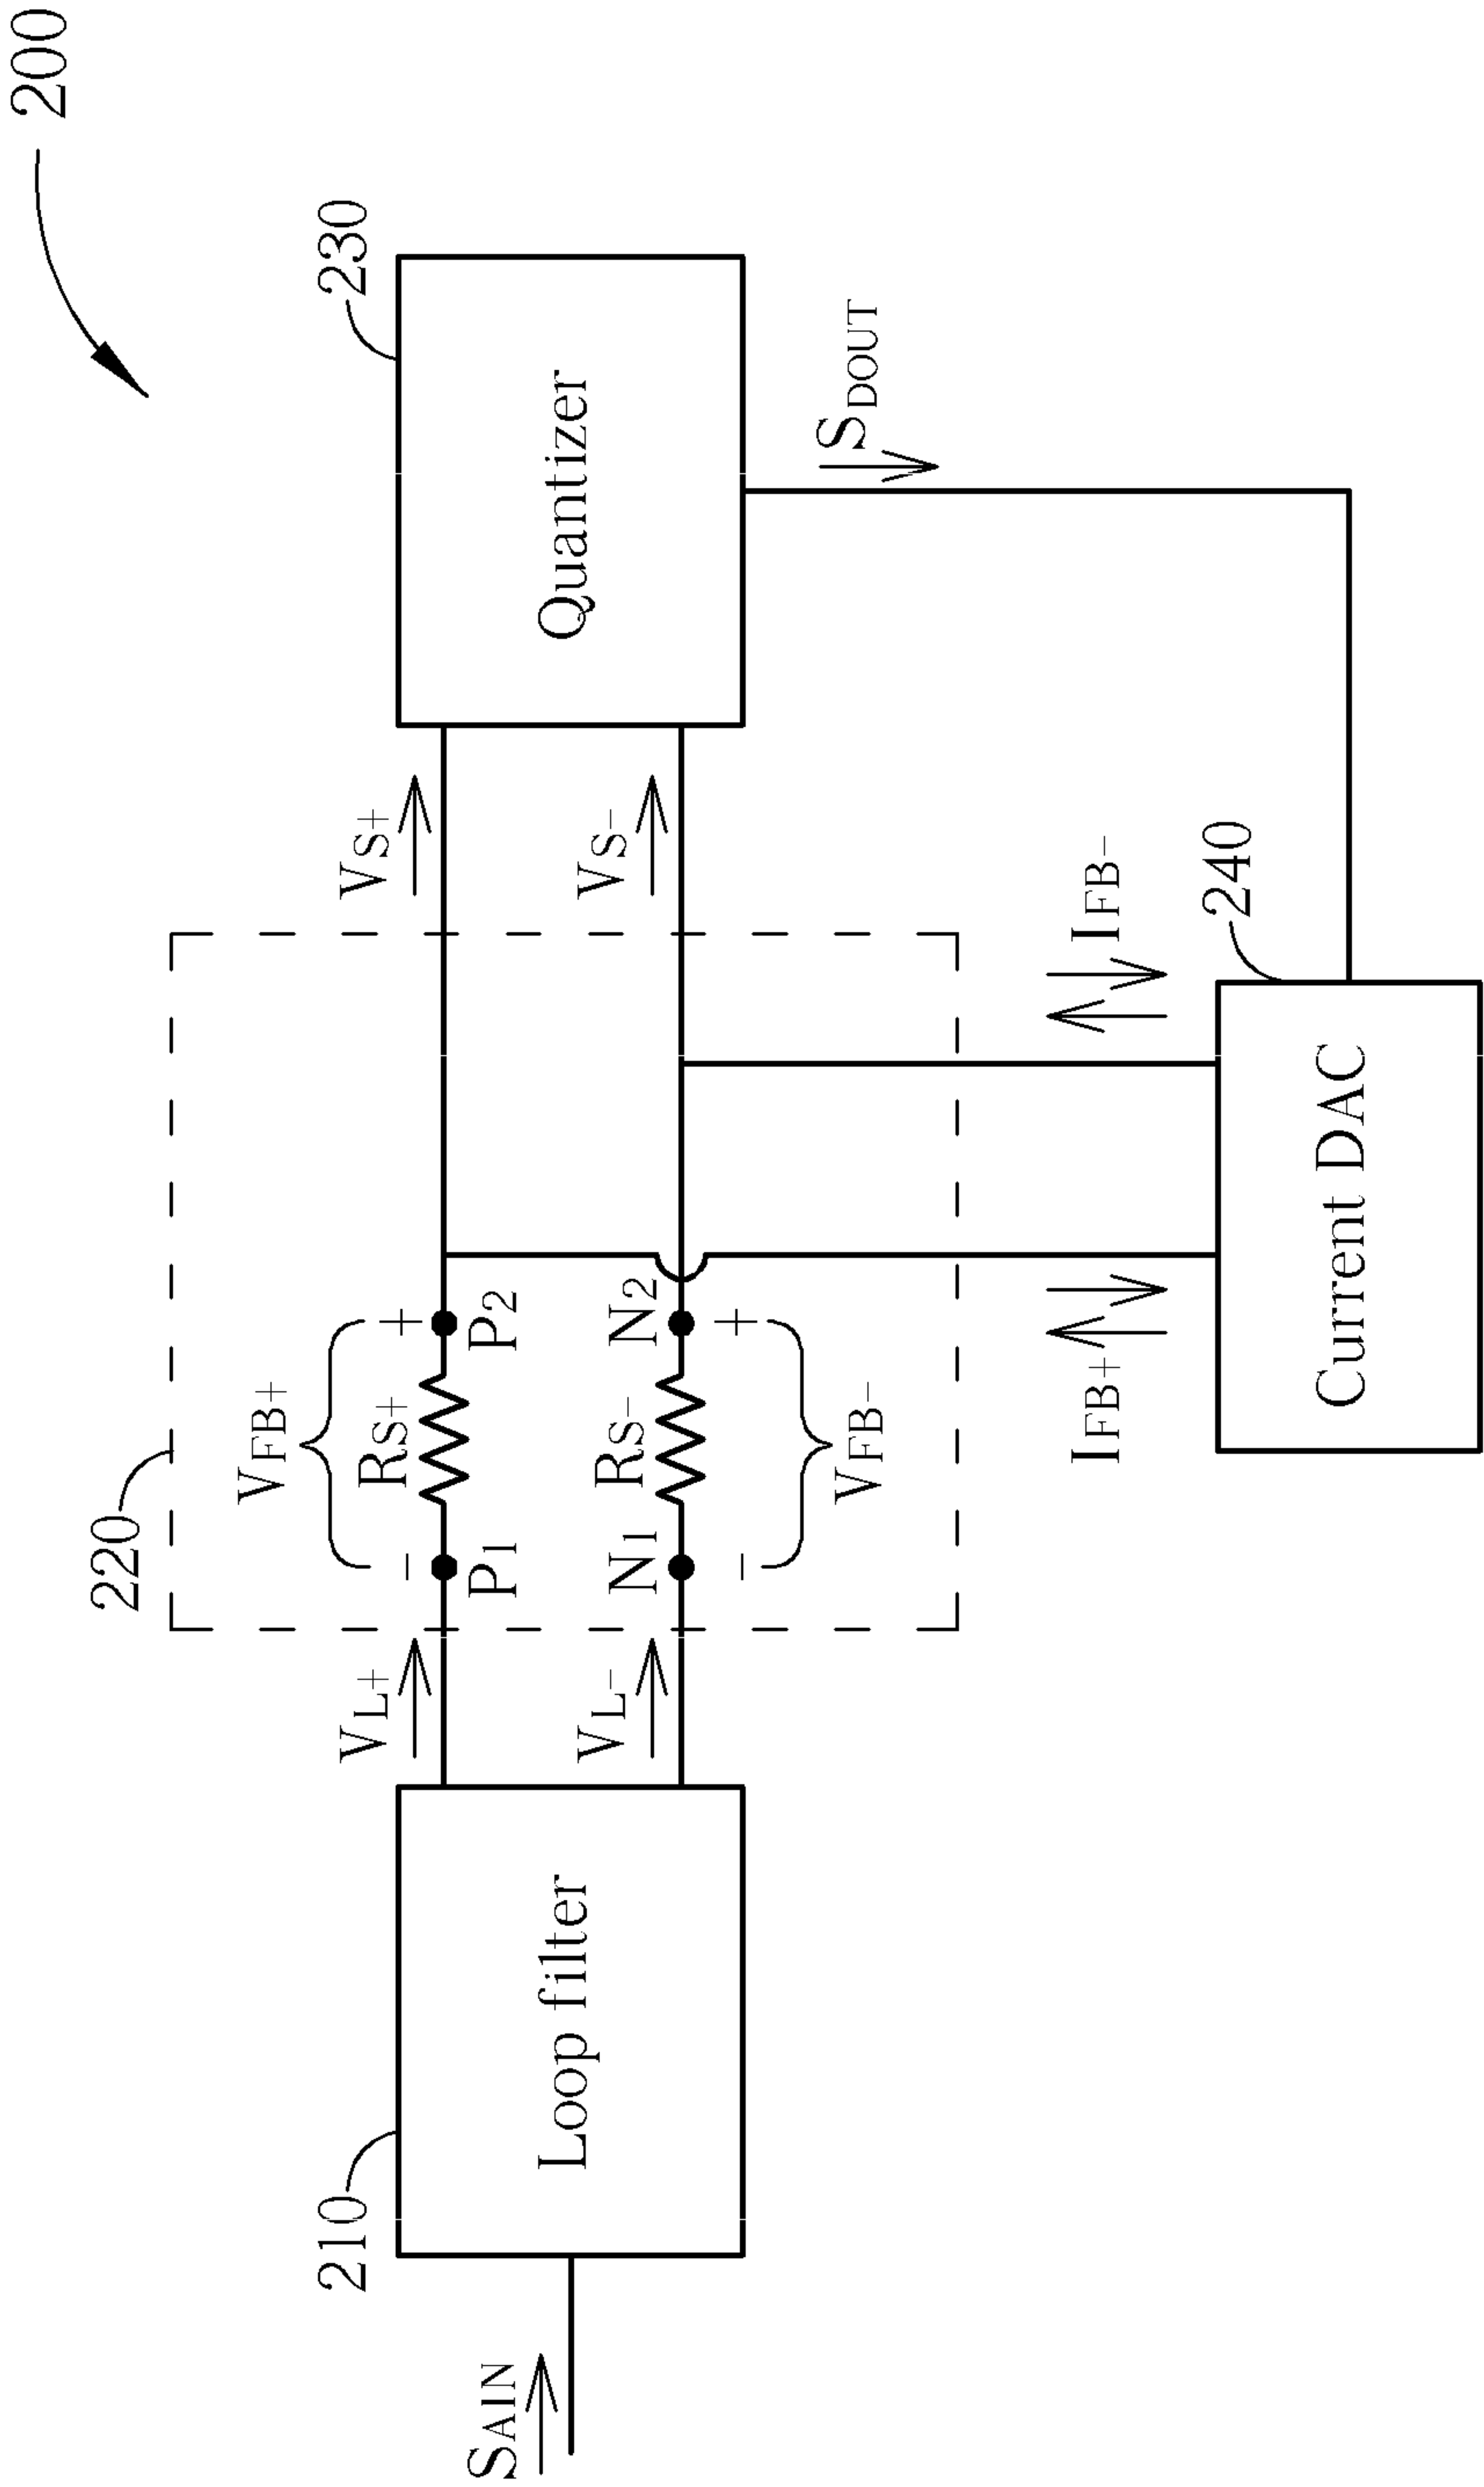 200
220
VFB+
210
VL+
RS+
VS+
230
P1
P2
SAIN
Loop filter
Quantizer
VL-
N1
RS-
N2
VS-
VFB-
SDOUT
IFB+
IFB-
240
Current DAC
+
-
+
-